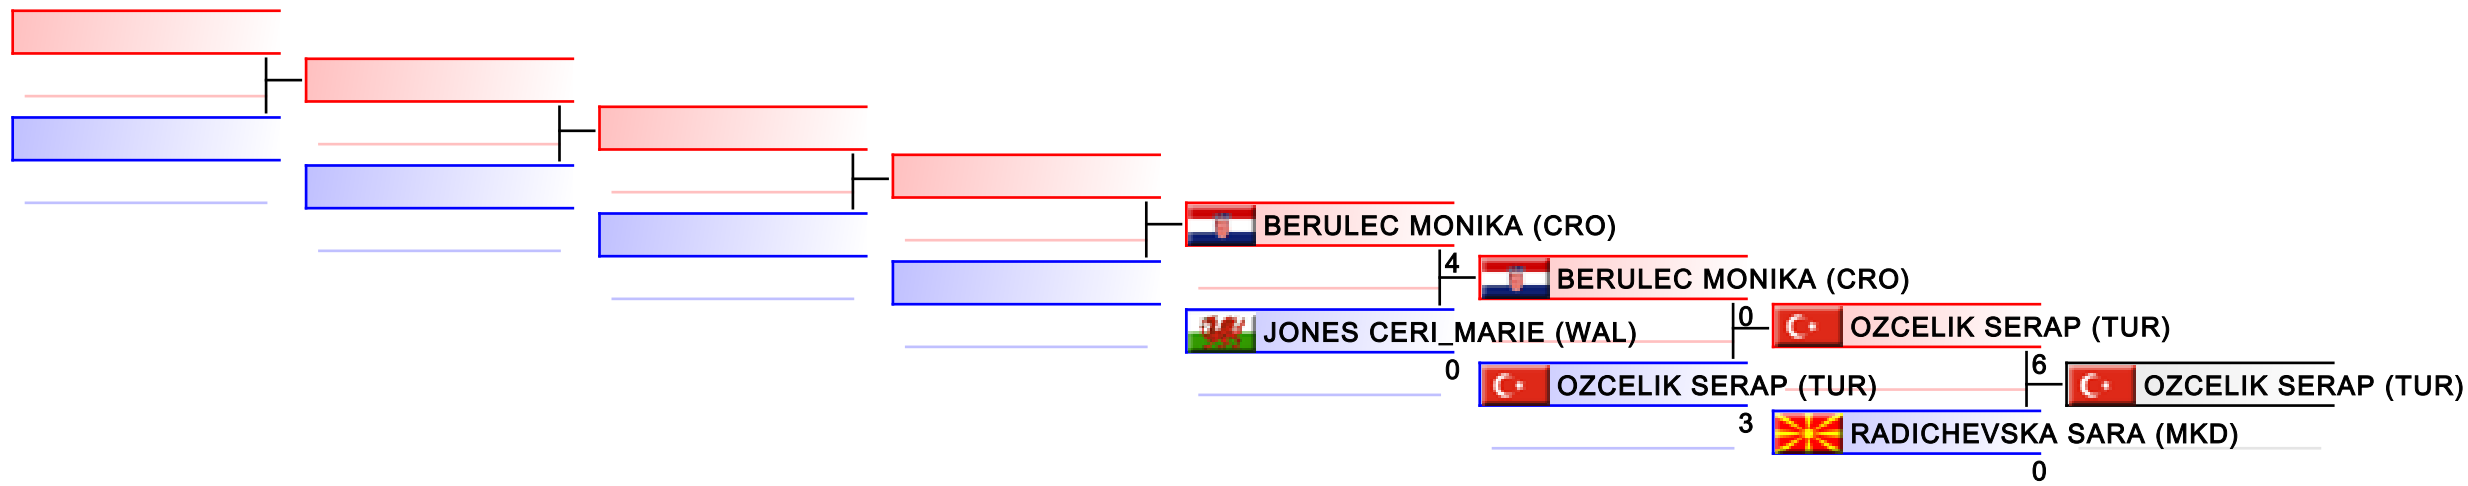 BERULEC MONIKA (CRO)
4
BERULEC MONIKA (CRO)
JONES CERI_MARIE (WAL)
0
0
OZCELIK SERAP (TUR)
OZCELIK SERAP (TUR)
3
6
OZCELIK SERAP (TUR)
RADICHEVSKA SARA (MKD)
0